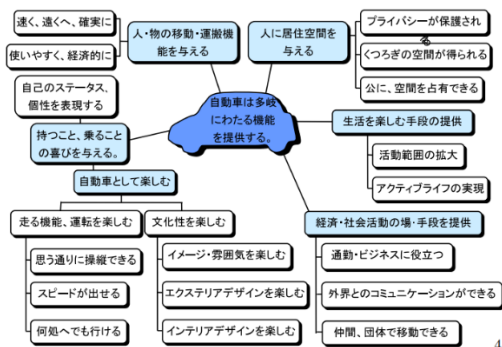 速く、遠くへ、確実に
使いやすく、経済的に
人・物の移動・運搬機
能を与える
人に居住空間を
与える
プライバシーが保護され
る
くつろぎの空間が得られる
公に、空間を占有できる
自己のステータス、
個性を表現する
自動車は多岐
にわたる機能
を提供する。
持つこと、乗ること
の喜びを与える。
生活を楽しむ手段の提供
活動範囲の拡大
アクティブライフの実現
自動車として楽しむ
走る機能、運転を楽しむ
文化性を楽しむ
思う通りに操縦できる
スピードが出せる
何処へでも行ける
イメージ・雰囲気を楽しむ
エクステリアデザインを楽しむ
インテリアデザインを楽しむ
経済・社会活動の場・手段を提供
通勤・ビジネスに役立つ
外界とのコミュニケーションができる
仲間、団体で移動できる
4